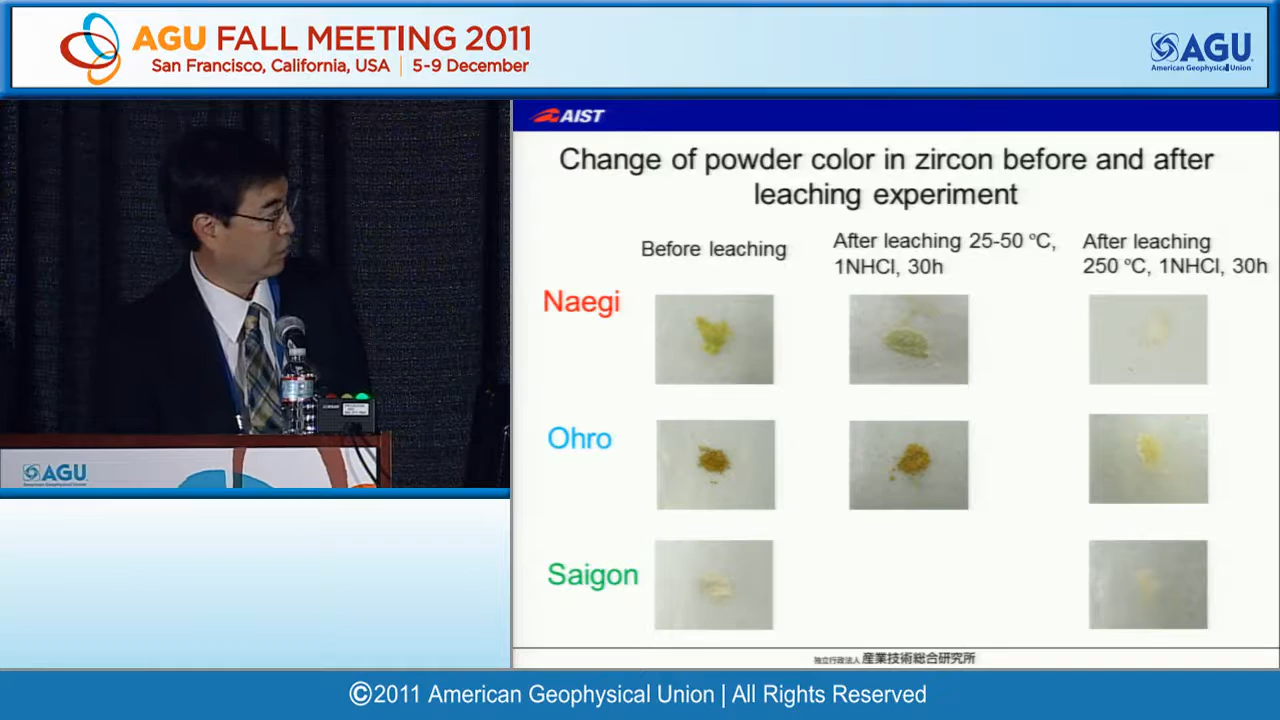 AGU FALL MEETING 2011
San Francisco, California, USA | 5-9 December
AGU
American Geophysical Union
AIST
Change of powder color in zircon before and after
leaching experiment
Before leaching
After leaching 25-50 °C,
1NHCl, 30h
After leaching
250 °C, 1NHCl, 30h
Naegi
Ohro
Saigon
独立行政法人 産業技術総合研究所
AGU
©2011 American Geophysical Union | All Rights Reserved